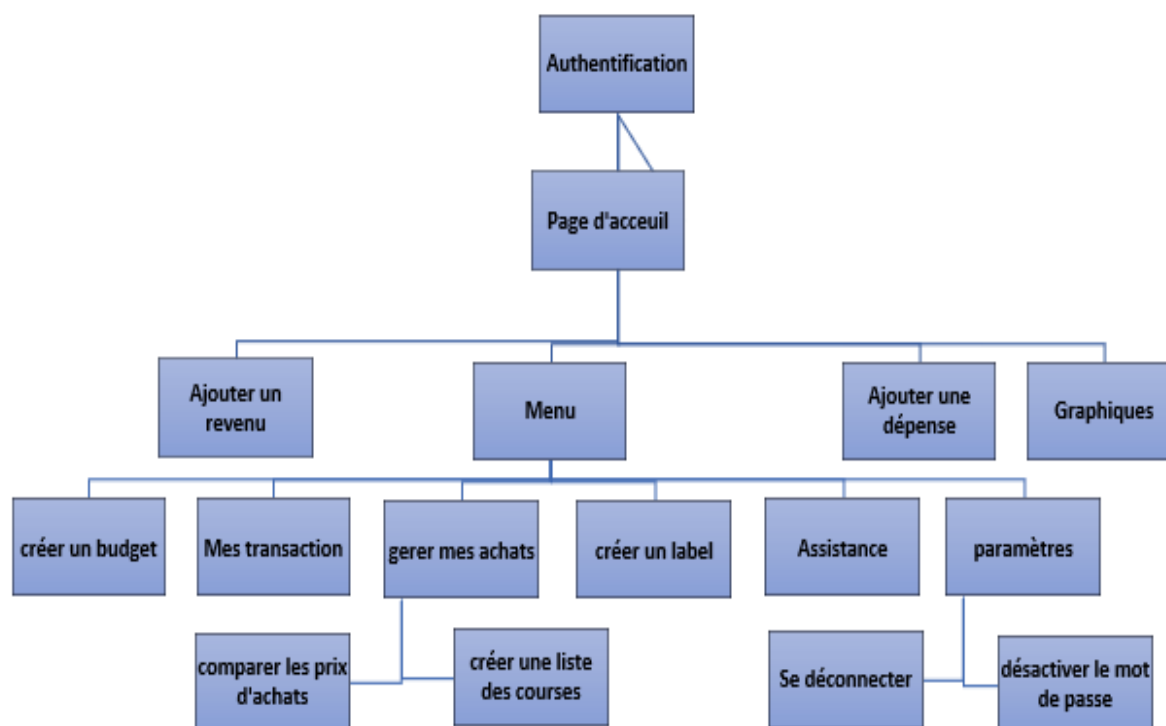 Authentification
Page d'acceuil
Ajouter un
revenu
Menu
Ajouter une
dépense
Graphiques
créer un budget
Mes transaction
gerer mes achats
créer un label
Assistance
paramètres
comparer les prix
d'achats
créer une liste
des courses
Se déconnecter
désactiver le mot
de passe